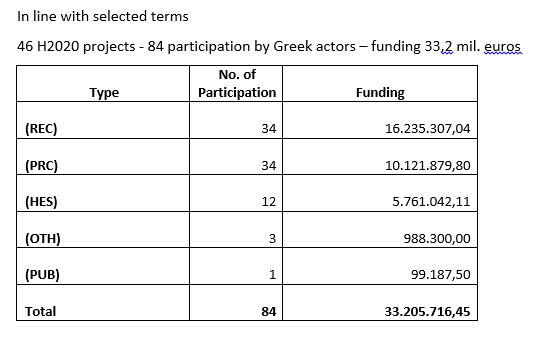 In line with selected terms
46 H2020 projects - 84 participation by Greek actors – funding 33,2 mil. euros
Type No. of Participation Funding
(REC) 34 16.235.307,04
(PRC) 34 10.121.879,80
(HES) 12 5.761.042,11
(OTH) 3 988.300,00
(PUB) 1 99.187,50
Total 84 33.205.716,45